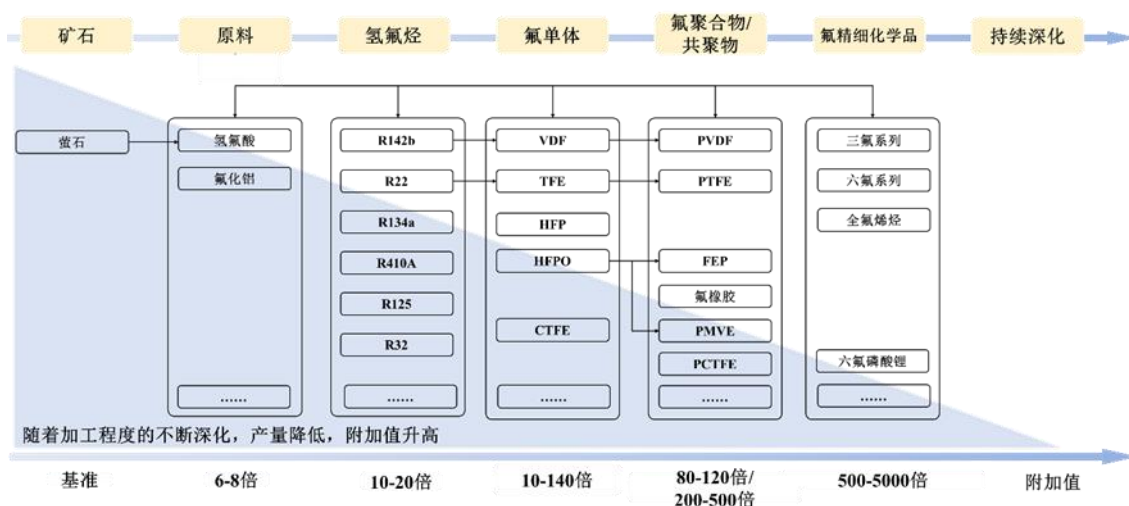 矿石
原料
氢氟烃
氟单体
氟聚合物/
共聚物
氟精细化学品
持续深化
萤石
氢氟酸
氟化铝
......
R142b
R22
R134a
R410A
R125
R32
......
VDF
TFE
HFP
HFPO
CTFE
......
PVDF
PTFE
FEP
氟橡胶
PMVE
PCTFE
......
三氟系列
六氟系列
全氟烯烃
六氟磷酸锂
......
随着加工程度的不断深化，产量降低，附加值升高
基准
6-8倍
10-20倍
10-140倍
80-120倍/
200-500倍
500-5000倍
附加值